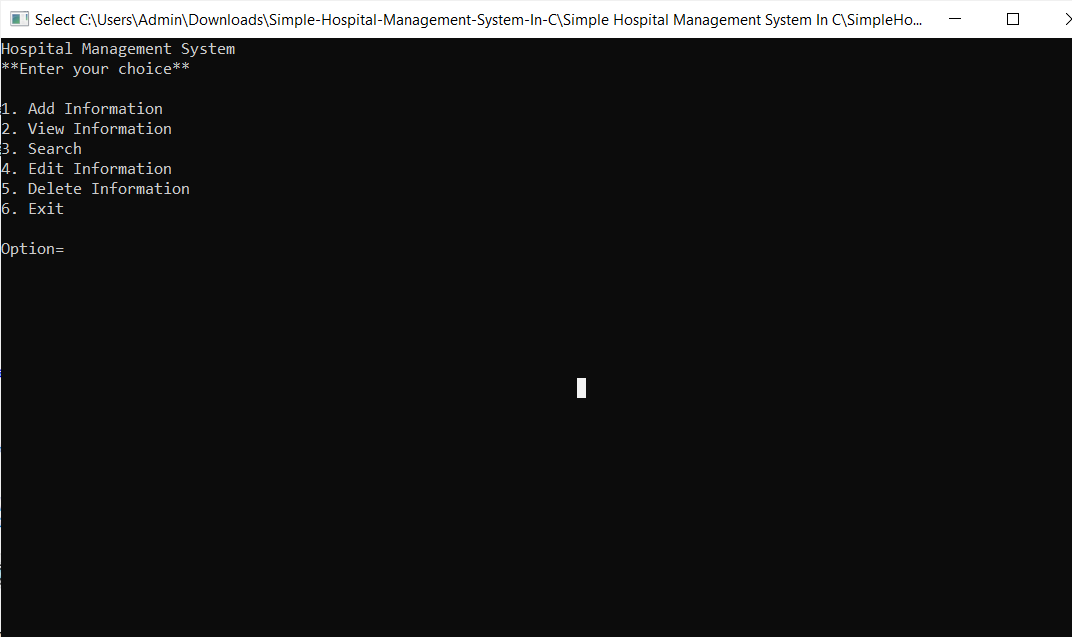 Select C:\Users\Admin\Downloads\Simple-Hospital-Management-System-In-C\Simple Hospital Management System In C\SimpleHo...
Hospital Management System
**Enter your choice**
1. Add Information
2. View Information
3. Search
4. Edit Information
5. Delete Information
6. Exit
Option=